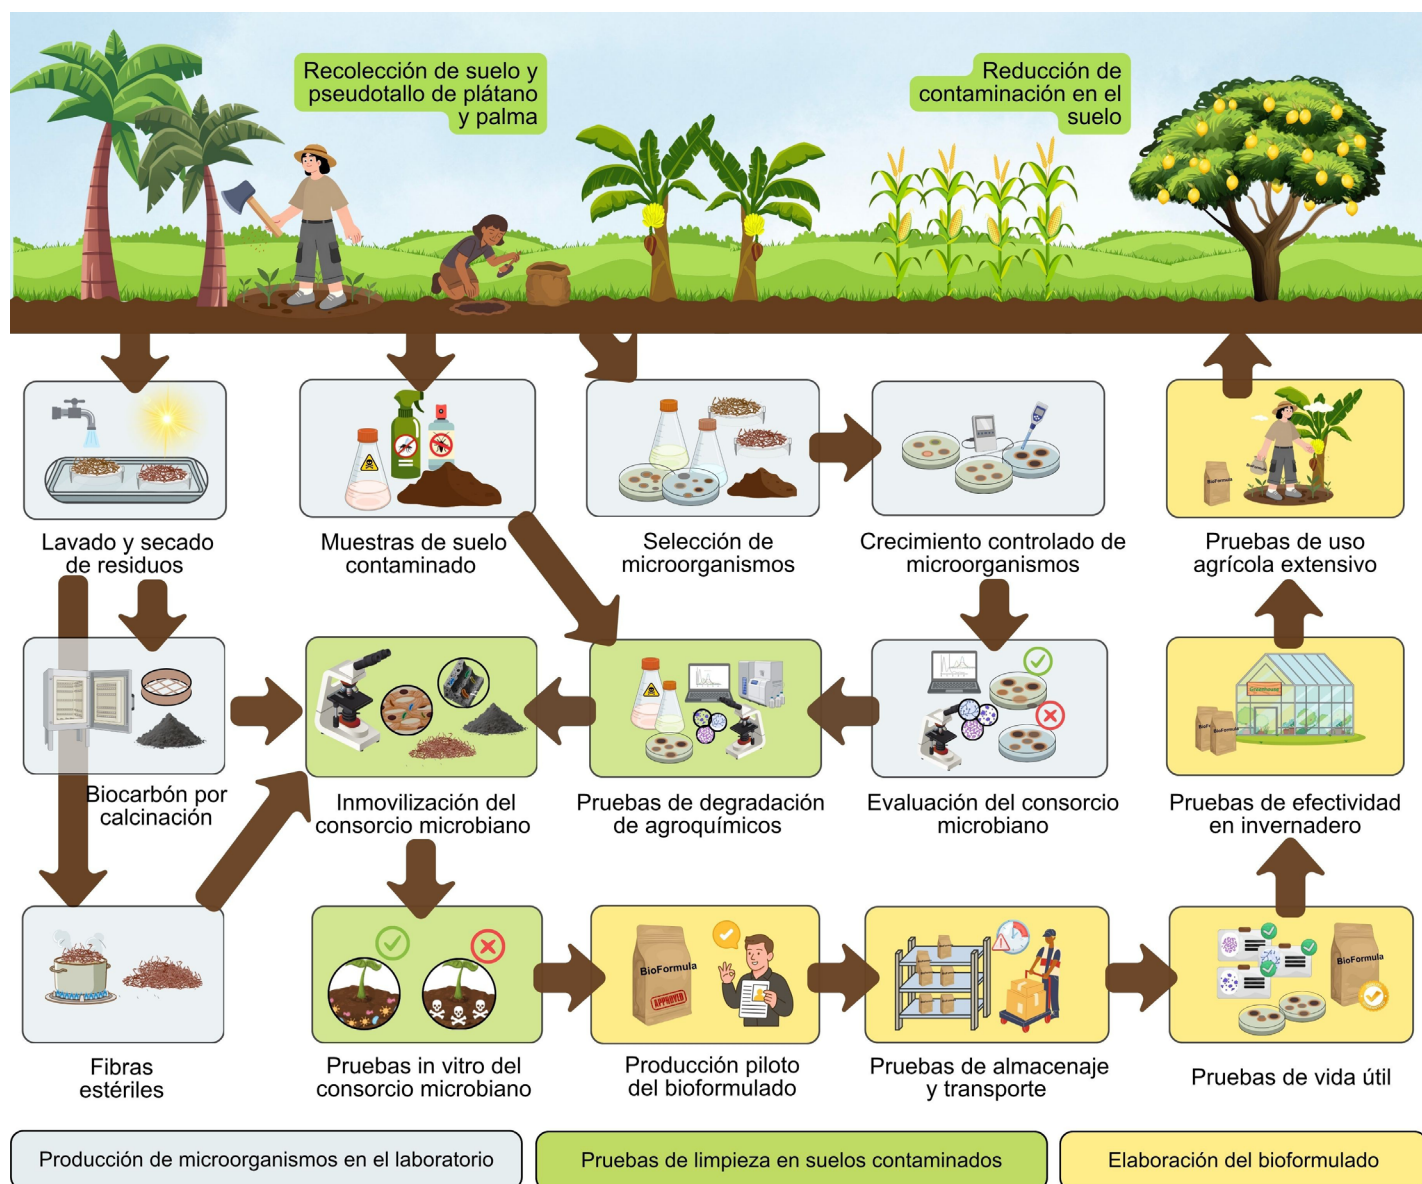 Recolección de suelo y
pseudotallo de plátano
y palma
Reducción de
contaminación en el
suelo
BioFormula
Lavado y secado
de residuos
Muestras de suelo
contaminado
Selección de
microorganismos
Crecimiento controlado de
microorganismos
Pruebas de uso
agrícola extensivo
Greenhouse
BioFormula
Biocarbón por
calcinación
Inmovilización del
consorcio microbiano
Pruebas de degradación
de agroquímicos
Evaluación del consorcio
microbiano
Pruebas de efectividad
en invernadero
BioFormula
APPROVED
BioFormula
Fibras
estériles
Pruebas in vitro del
consorcio microbiano
Producción piloto
del bioformulado
Pruebas de almacenaje
y transporte
Pruebas de vida útil
Producción de microorganismos en el laboratorio
Pruebas de limpieza en suelos contaminados
Elaboración del bioformulado